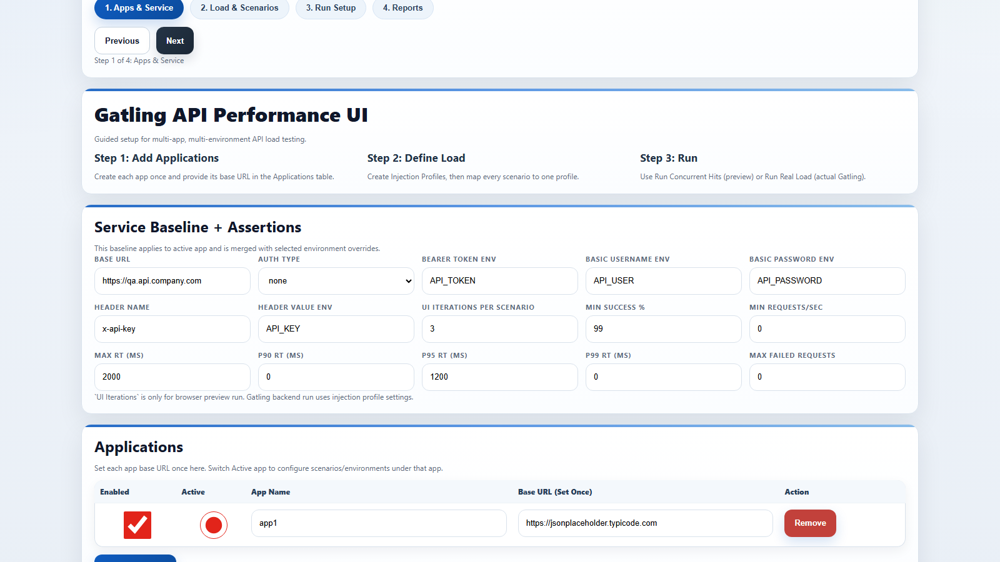 1. Apps & Service 2. Load & Scenarios 3. Run Setup 4. Reports
Previous Next
Step 1 of 4: Apps & Service
Gatling API Performance UI
Guided setup for multi-app, multi-environment API load testing.
Step 1: Add Applications Step 2: Define Load Step 3: Run
Create each app once and provide its base URL in the Applications table. Create Injection Profiles, then map every scenario to one profile. Use Run Concurrent Hits (preview) or Run Real Load (actual Gatling).
Service Baseline + Assertions
This baseline applies to active app and is merged with selected environment overrides.
BASE URL AUTH TYPE BEARER TOKEN ENV BASIC USERNAME ENV BASIC PASSWORD ENV
https://qa.api.company.com none API_TOKEN API_USER API_PASSWORD
HEADER NAME HEADER VALUE ENV UI ITERATIONS PER SCENARIO MIN SUCCESS % MIN REQUESTS/SEC
x-api-key API_KEY 3 99 0
MAX RT (MS) P90 RT (MS) P95 RT (MS) P99 RT (MS) MAX FAILED REQUESTS
2000 0 1200 0 0
`UI Iterations` is only for browser preview run. Gatling backend run uses injection profile settings.
Applications
Set each app base URL once here. Switch Active app to configure scenarios/environments under that app.
Enabled Active App Name Base URL (Set Once) Action
app1 https://jsonplaceholder.typicode.com Remove